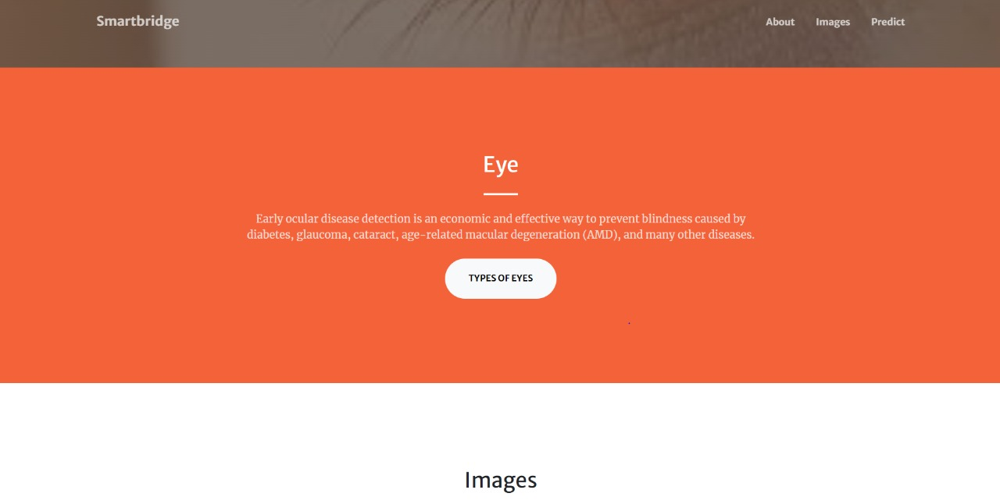 Smartbridge
About Images Predict
Eye
Early ocular disease detection is an economic and effective way to prevent blindness caused by
diabetes, glaucoma, cataract, age-related macular degeneration (AMD), and many other diseases.
TYPES OF EYES
.
Images